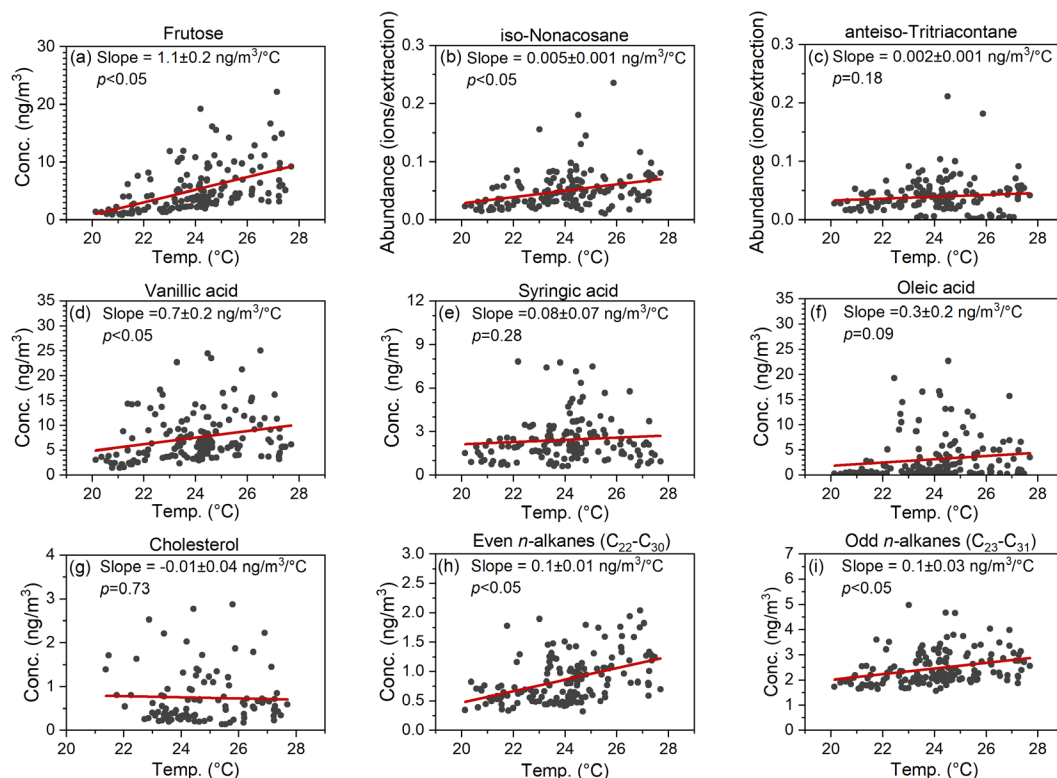 Frutose
(a) Slope = 1.1±0.2 ng/m³/°C
p<0.05
Conc. (ng/m³)
30
20
10
0
20 22 24 26 28
Temp. (°C)
iso-Nonacosane
(b) Slope = 0.005±0.001 ng/m³/°C
p<0.05
Abundance (ions/extraction)
0.3
0.2
0.1
0.0
20 22 24 26 28
Temp. (°C)
anteiso-Tritriacontane
(c) Slope = 0.002±0.001 ng/m³/°C
p=0.18
Abundance (ions/extraction)
0.3
0.2
0.1
0.0
20 22 24 26 28
Temp. (°C)
Vanillic acid
(d) Slope =0.7±0.2 ng/m³/°C
p<0.05
Conc. (ng/m³)
35
30
25
20
15
10
5
0
20 22 24 26 28
Temp. (°C)
Syringic acid
(e) Slope =0.08±0.07 ng/m³/°C
p=0.28
Conc. (ng/m³)
12
9
6
3
0
20 22 24 26 28
Temp. (°C)
Oleic acid
(f) Slope =0.3±0.2 ng/m³/°C
p=0.09
Conc. (ng/m³)
35
30
25
20
15
10
5
0
20 22 24 26 28
Temp. (°C)
Cholesterol
(g) Slope = -0.01±0.04 ng/m³/°C
p=0.73
Conc. (ng/m³)
4
3
2
1
0
20 22 24 26 28
Temp. (°C)
Even n-alkanes (C₂₂-C₃₀)
(h) Slope = 0.1±0.01 ng/m³/°C
p<0.05
Conc. (ng/m³)
3.0
2.5
2.0
1.5
1.0
0.5
0.0
20 22 24 26 28
Temp. (°C)
Odd n-alkanes (C₂₃-C₃₁)
(i) Slope = 0.1±0.03 ng/m³/°C
p<0.05
Conc. (ng/m³)
7
6
5
4
3
2
1
0
20 22 24 26 28
Temp. (°C)